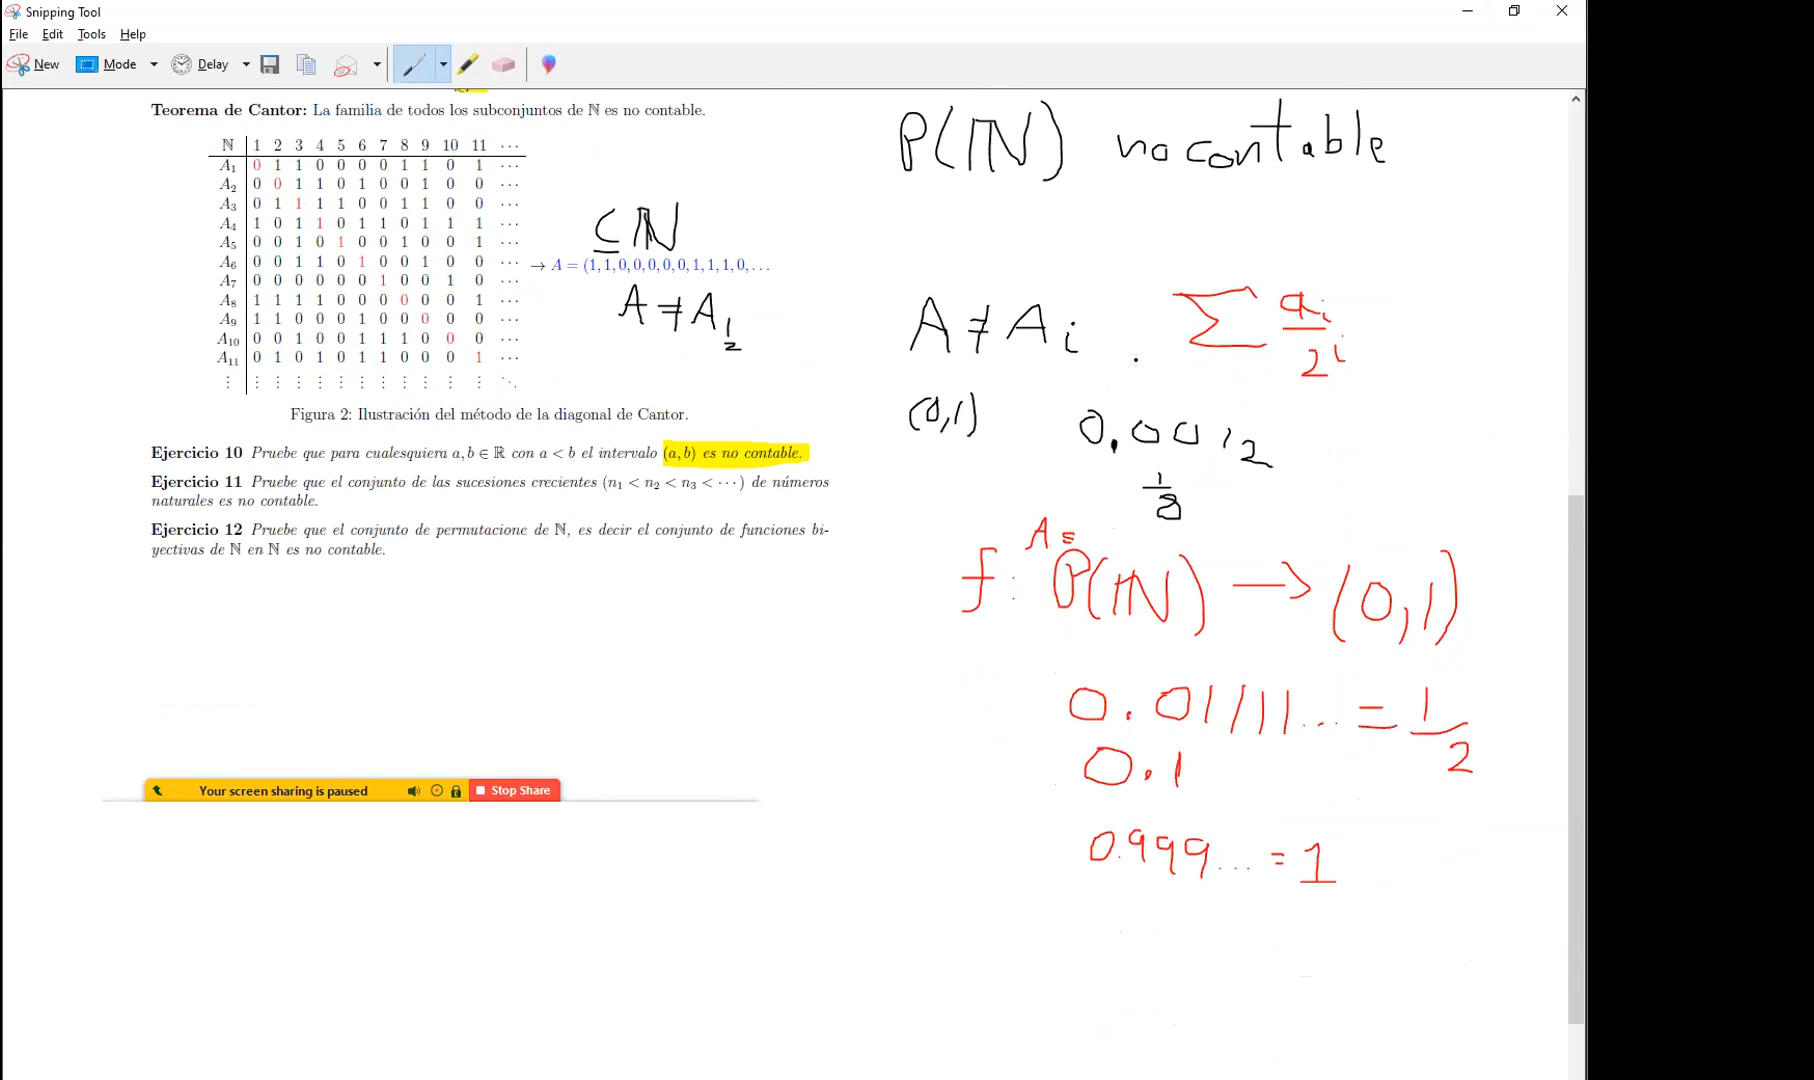 Snipping Tool
File Edit Tools Help
New Mode Delay
Teorema de Cantor: La familia de todos los subconjuntos de ℕ es no contable.
ℕ 1 2 3 4 5 6 7 8 9 10 11 ⋯
A₁ 0 1 1 0 0 0 0 1 1 0 1 ⋯
A₂ 0 0 1 1 0 1 0 0 1 0 0 ⋯
A₃ 0 1 1 1 1 0 0 1 1 0 0 ⋯
A₄ 1 0 1 1 0 1 1 0 1 1 1 ⋯
A₅ 0 0 1 0 1 0 0 1 0 0 1 ⋯
A₆ 0 0 1 1 0 1 0 0 1 0 0 ⋯
A₇ 0 0 0 0 0 0 1 0 0 1 0 ⋯
A₈ 1 1 1 1 0 0 0 0 0 0 1 ⋯
A₉ 1 1 0 0 0 1 0 0 0 0 0 ⋯
A₁₀ 0 0 1 0 0 1 1 1 0 0 0 ⋯
A₁₁ 0 1 0 1 0 1 1 0 0 0 1 ⋯
⋮ ⋮ ⋮ ⋮ ⋮ ⋮ ⋮ ⋮ ⋮ ⋮ ⋮ ⋮ ⋱
→ A = (1, 1, 0, 0, 0, 0, 0, 1, 1, 1, 0, ...
Figura 2: Ilustración del método de la diagonal de Cantor.
Ejercicio 10 Pruebe que para cualesquiera a, b ∈ ℝ con a < b el intervalo (a, b) es no contable.
Ejercicio 11 Pruebe que el conjunto de las sucesiones crecientes (n₁ < n₂ < n₃ < ⋯) de números
naturales es no contable.
Ejercicio 12 Pruebe que el conjunto de permutacione de ℕ, es decir el conjunto de funciones bi-
yectivas de ℕ en ℕ es no contable.
Your screen sharing is paused Stop Share
⊆ ℕ
A ≠ A₁
2
P(ℕ) no contable
A ≠ Ai . Σ ai/2^i
(0,1) 0.001₂
1/8
A =
f : P(ℕ) → (0,1)
0.01111... = 1/2
0.1
0.999... = 1